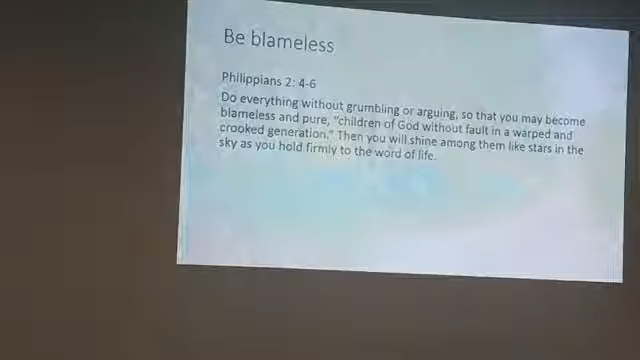 Be blameless
Philippians 2: 4-6
Do everything without grumbling or arguing, so that you may become
blameless and pure, "children of God without fault in a warped and
crooked generation." Then you will shine among them like stars in the
sky as you hold firmly to the word of life.